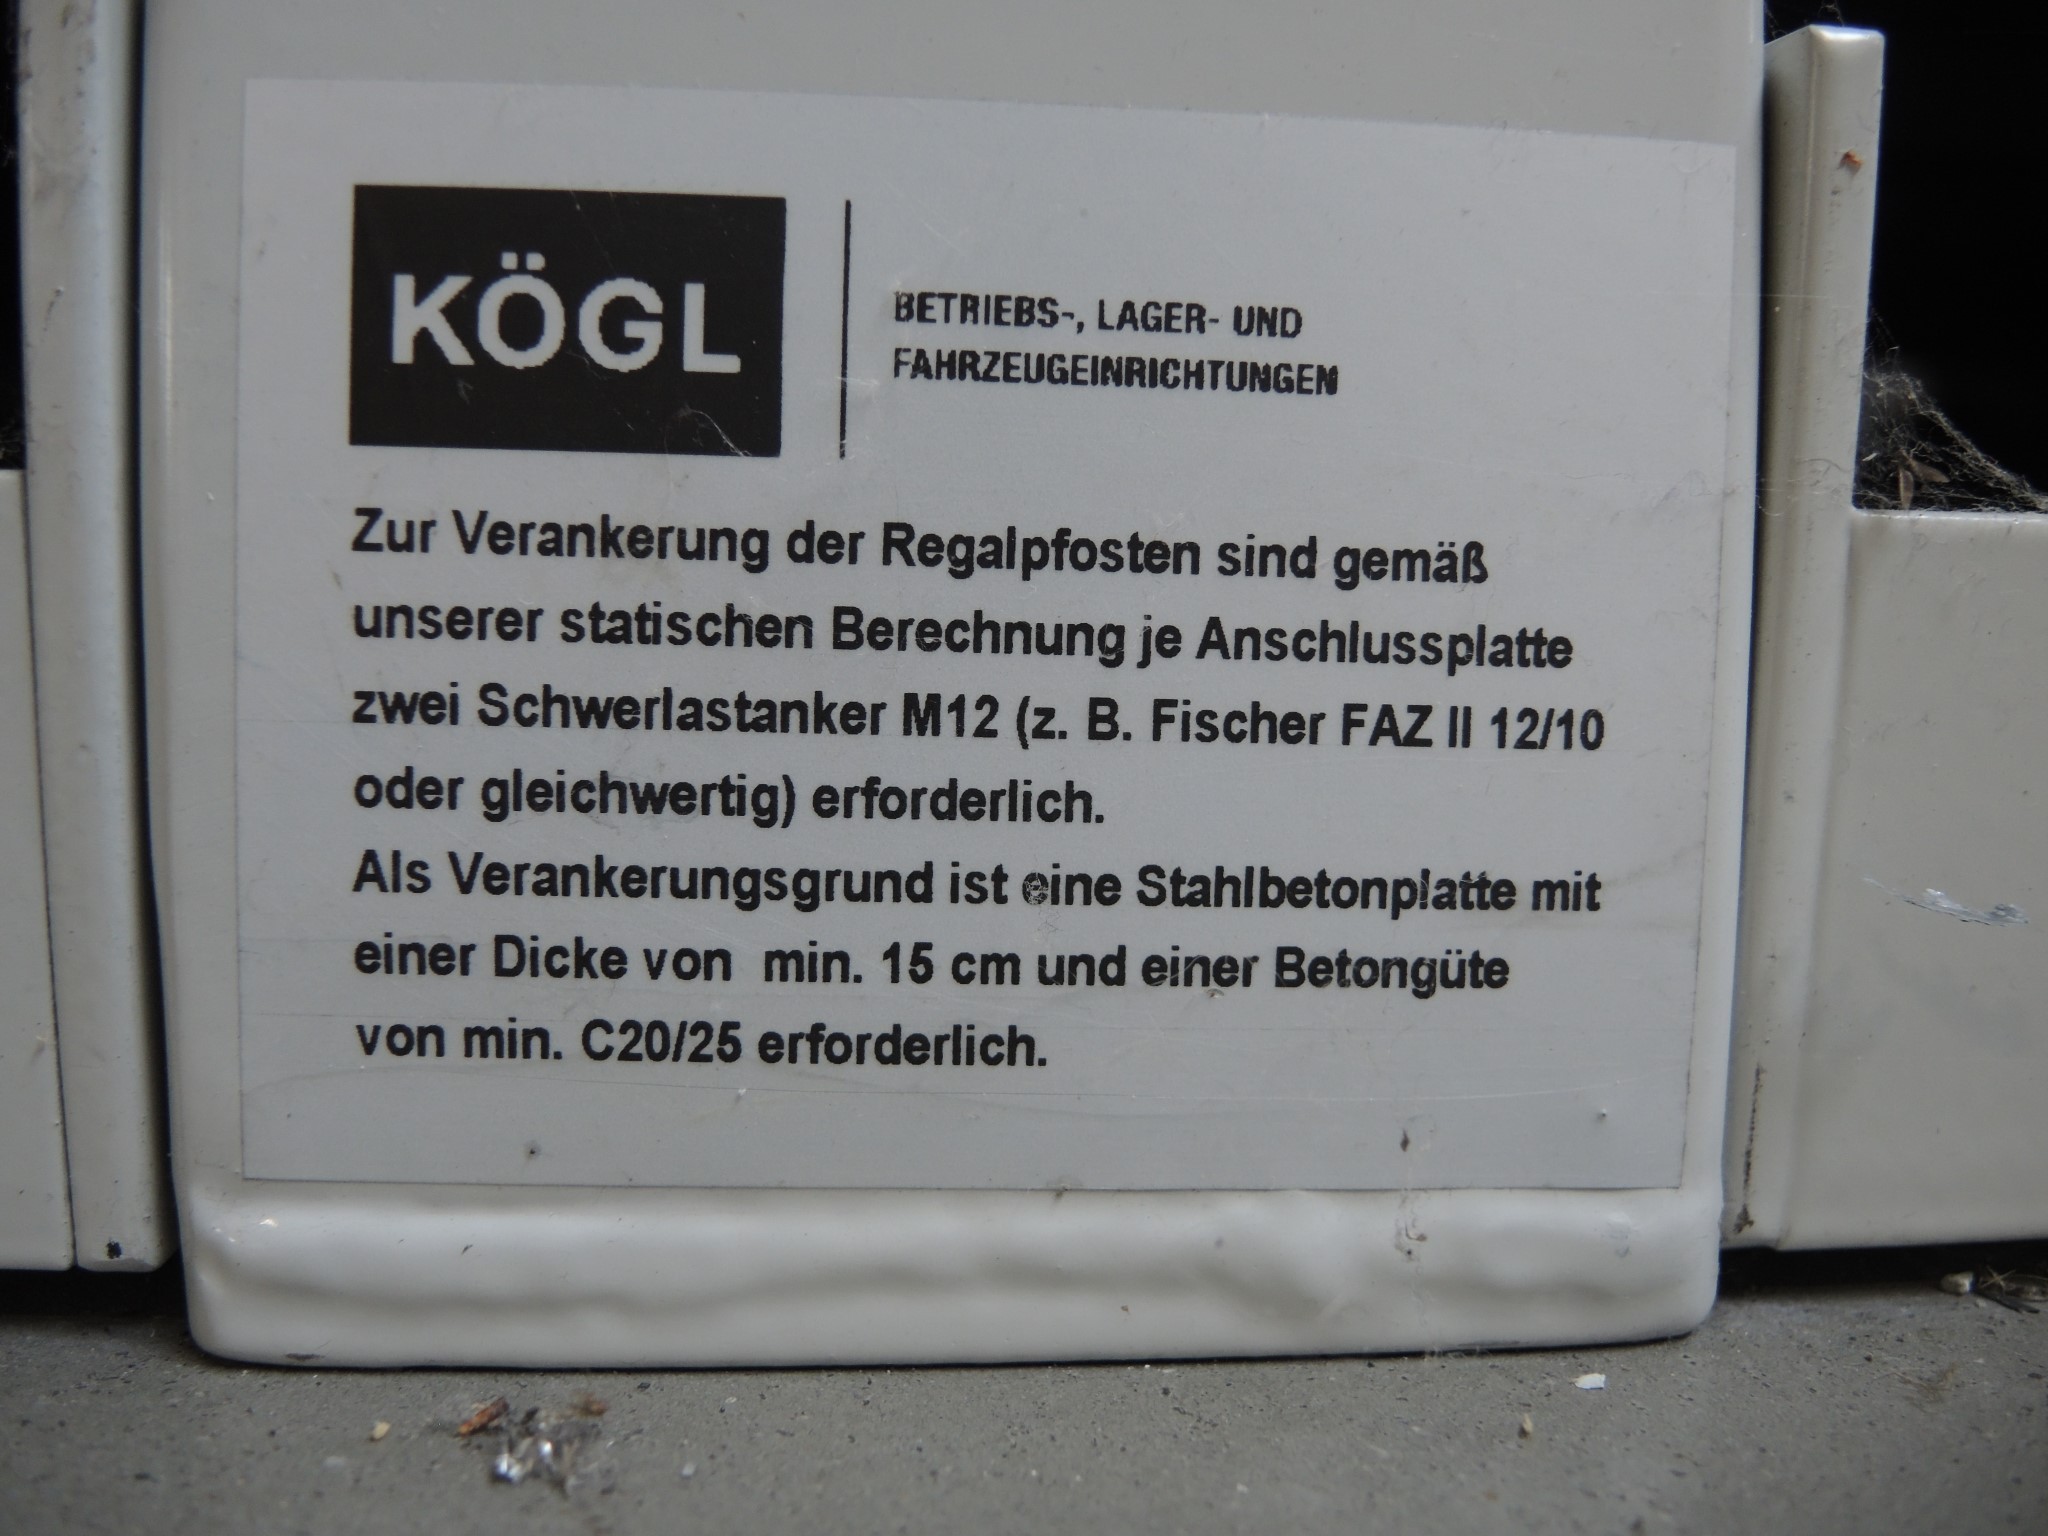 KÖGL
BETRIEBS-, LAGER- UND
FAHRZEUGEINRICHTUNGEN
Zur Verankerung der Regalpfosten sind gemäß
unserer statischen Berechnung je Anschlussplatte
zwei Schwerlastanker M12 (z. B. Fischer FAZ II 12/10
oder gleichwertig) erforderlich.
Als Verankerungsgrund ist eine Stahlbetonplatte mit
einer Dicke von min. 15 cm und einer Betongüte
von min. C20/25 erforderlich.